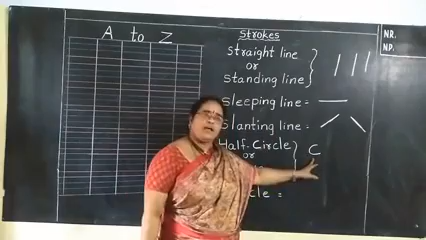 A to Z
Strokes
Straight line
or
Standing line
Sleeping line =
Slanting line =
Half-Circle
or
C
=
NR.
NP.